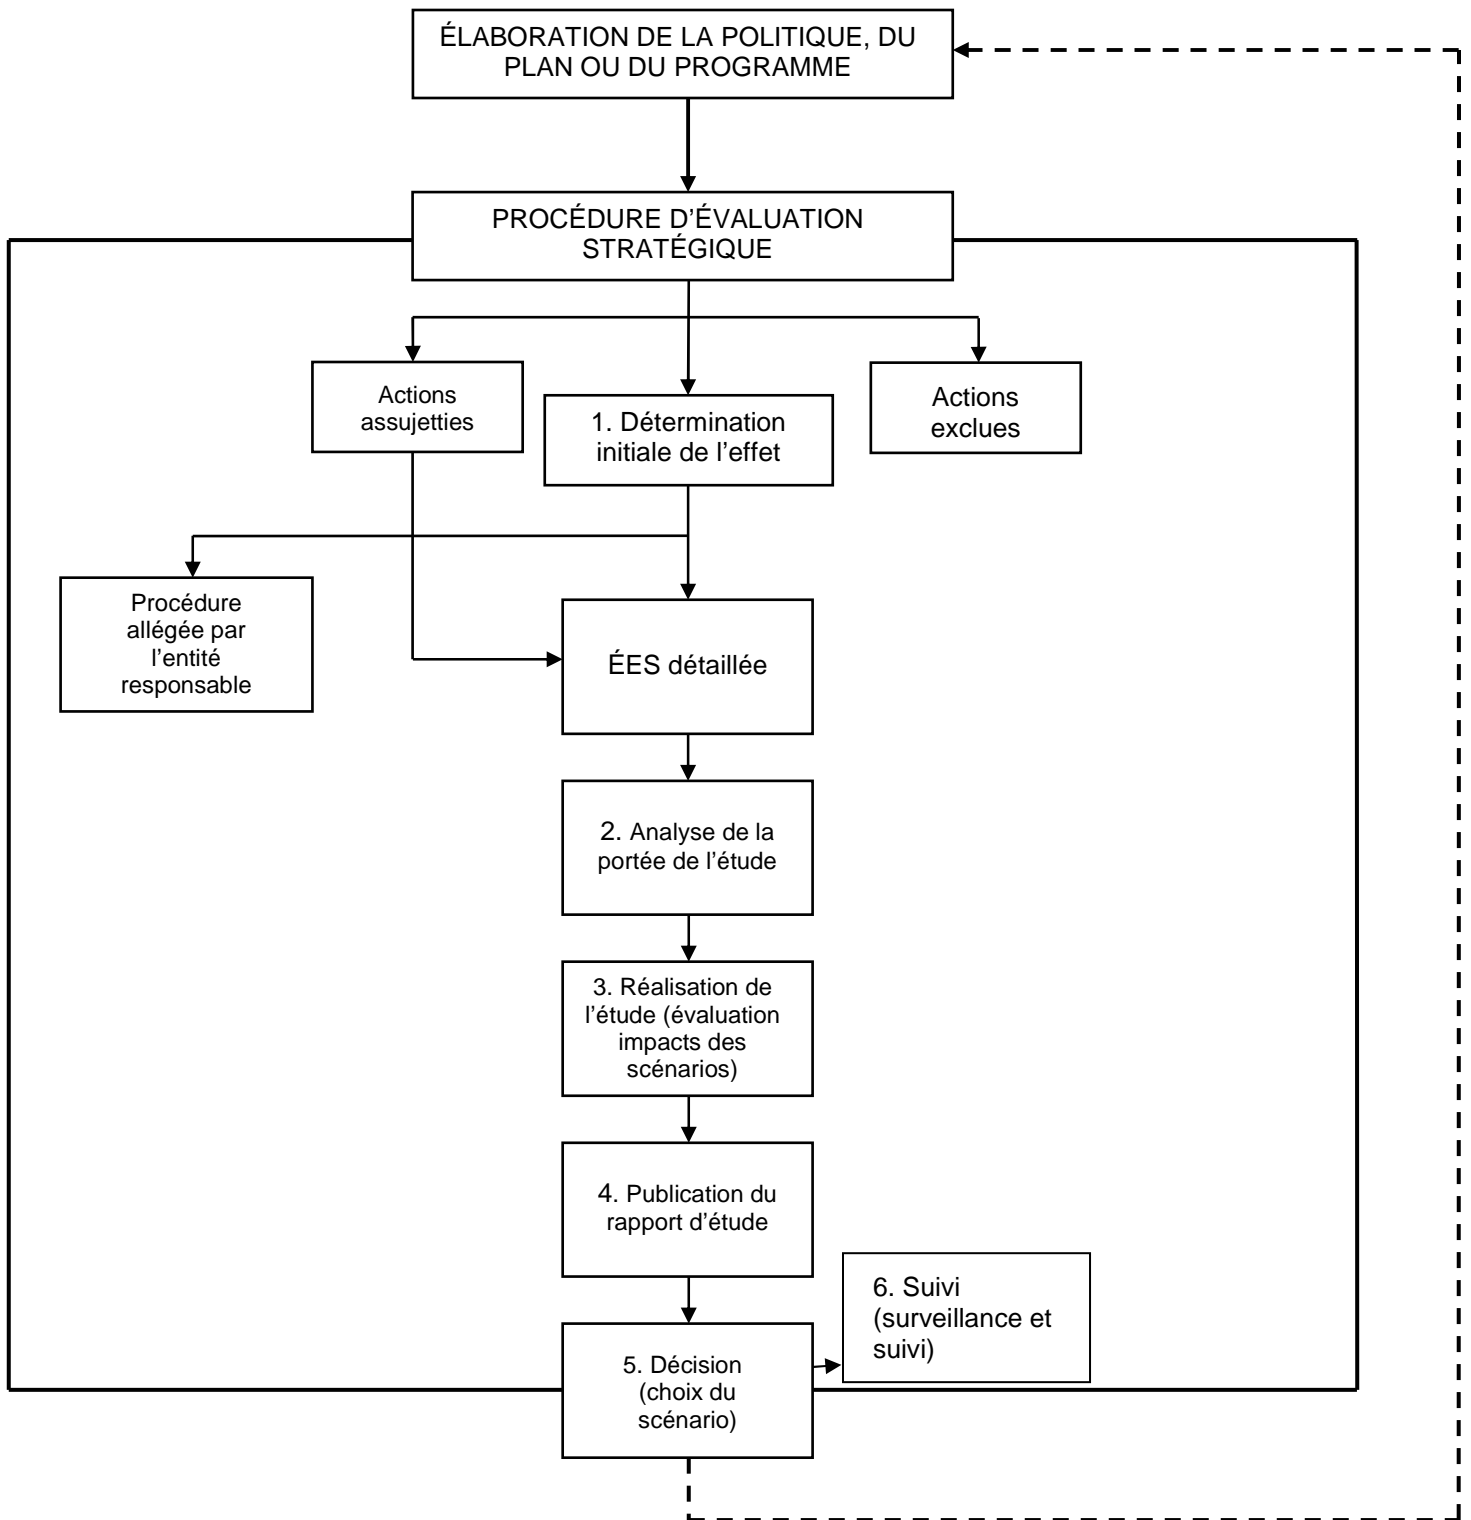 ÉLABORATION DE LA POLITIQUE, DU
PLAN OU DU PROGRAMME
PROCÉDURE D’ÉVALUATION
STRATÉGIQUE
Actions
assujetties
1. Détermination
initiale de l’effet
Actions
exclues
Procédure
allégée par
l’entité
responsable
ÉES détaillée
2. Analyse de la
portée de l’étude
3. Réalisation de
l’étude (évaluation
impacts des
scénarios)
4. Publication du
rapport d’étude
6. Suivi
(surveillance et
suivi)
5. Décision
(choix du
scénario)